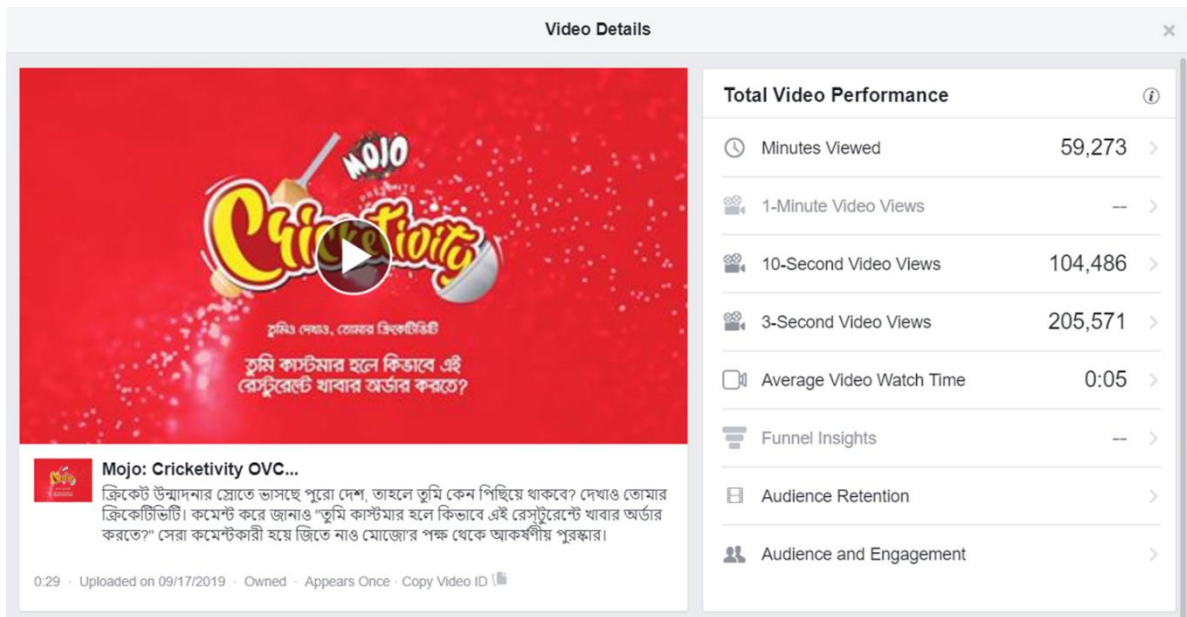 Video Details
MOJO
PRESENTS
Cricketivity
তুমিও দেখাও, তোমার ক্রিকেটিভিটি
তুমি কাস্টমার হলে কিভাবে এই
রেস্টুরেন্টে খাবার অর্ডার করতে?
Mojo: Cricketivity OVC...
ক্রিকেট উন্মাদনার স্রোতে ভাসছে পুরো দেশ, তাহলে তুমি কেন পিছিয়ে থাকবে? দেখাও তোমার
ক্রিকেটিভিটি। কমেন্ট করে জানাও "তুমি কাস্টমার হলে কিভাবে এই রেস্টুরেন্টে খাবার অর্ডার
করতে?" সেরা কমেন্টকারী হয়ে জিতে নাও মোজো'র পক্ষ থেকে আকর্ষণীয় পুরস্কার।
0:29 · Uploaded on 09/17/2019 · Owned · Appears Once · Copy Video ID
Total Video Performance
Minutes Viewed 59,273
1-Minute Video Views --
10-Second Video Views 104,486
3-Second Video Views 205,571
Average Video Watch Time 0:05
Funnel Insights --
Audience Retention
Audience and Engagement